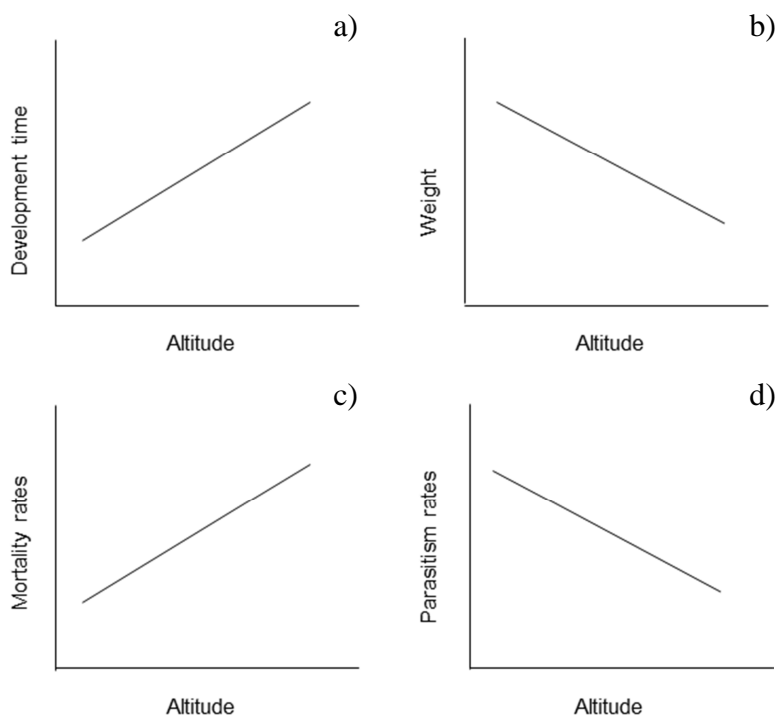 a)
Development time
Altitude
b)
Weight
Altitude
c)
Mortality rates
Altitude
d)
Parasitism rates
Altitude